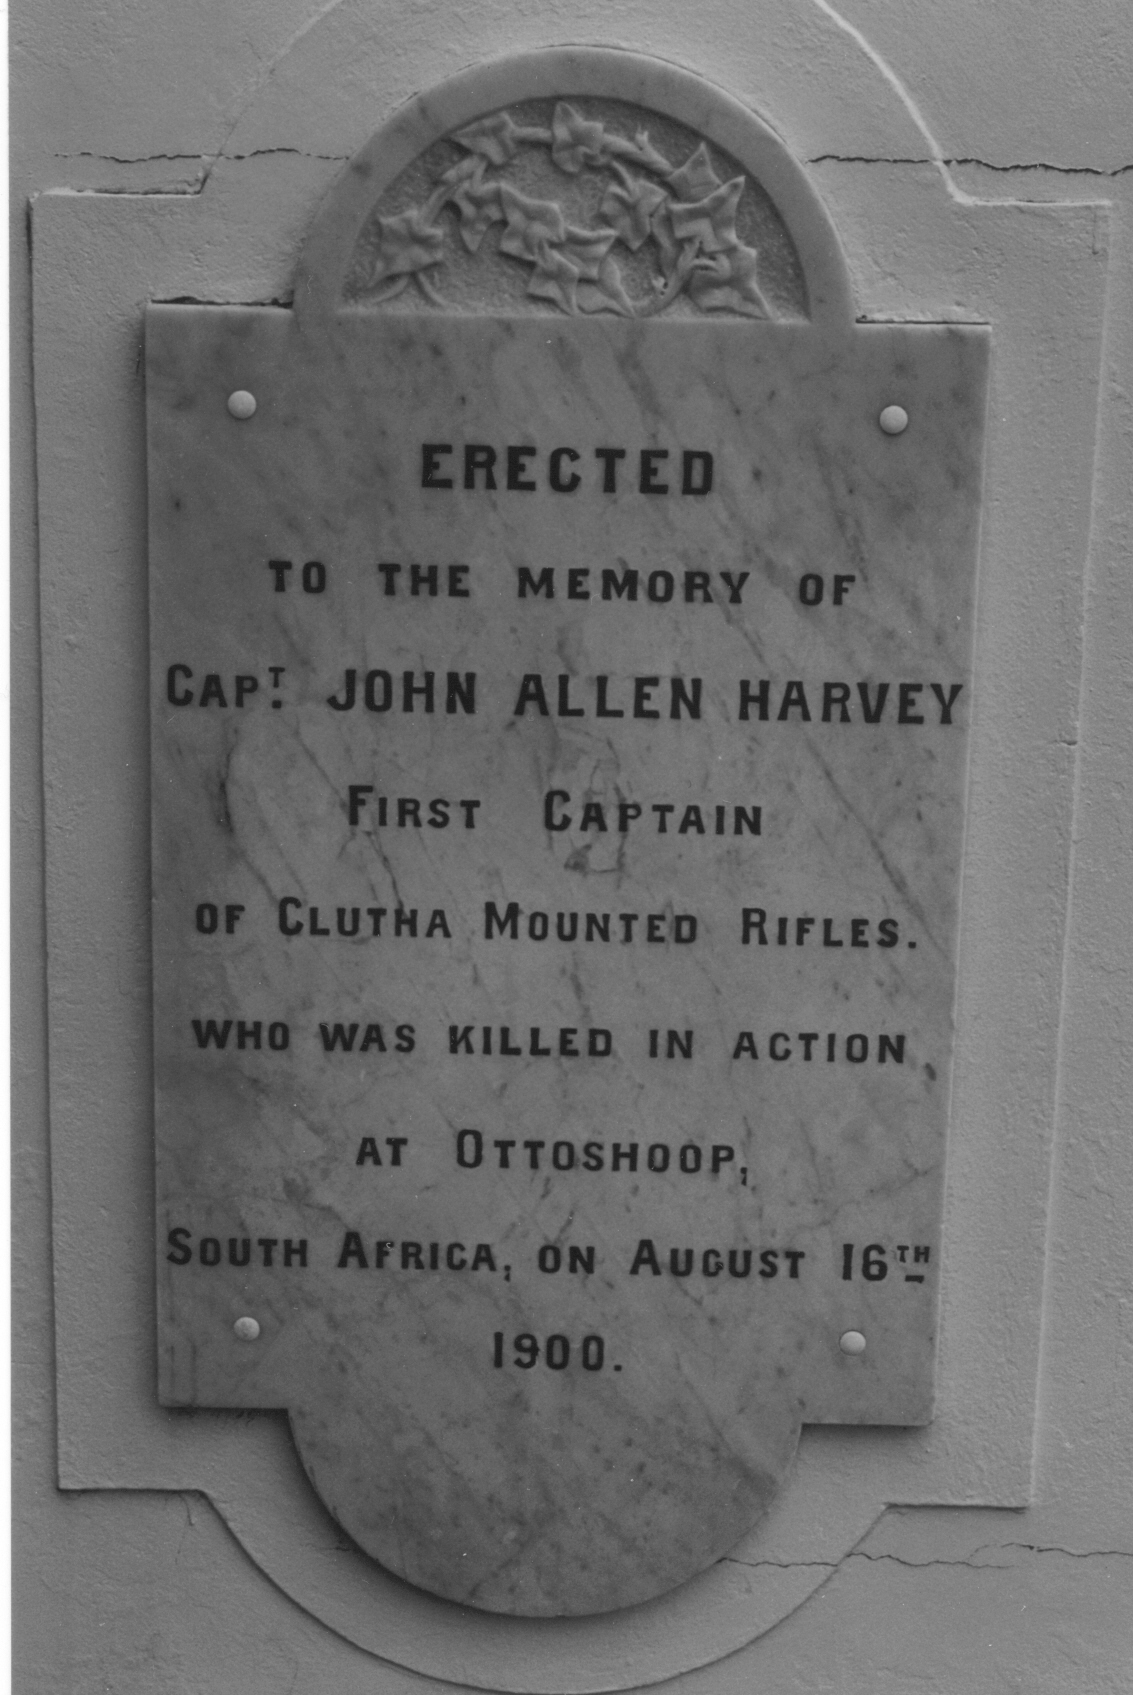 ERECTED
TO THE MEMORY OF
CAPT. JOHN ALLEN HARVEY
FIRST CAPTAIN
OF CLUTHA MOUNTED RIFLES.
WHO WAS KILLED IN ACTION,
AT OTTOSHOOP,
SOUTH AFRICA, ON AUGUST 16TH
1900.